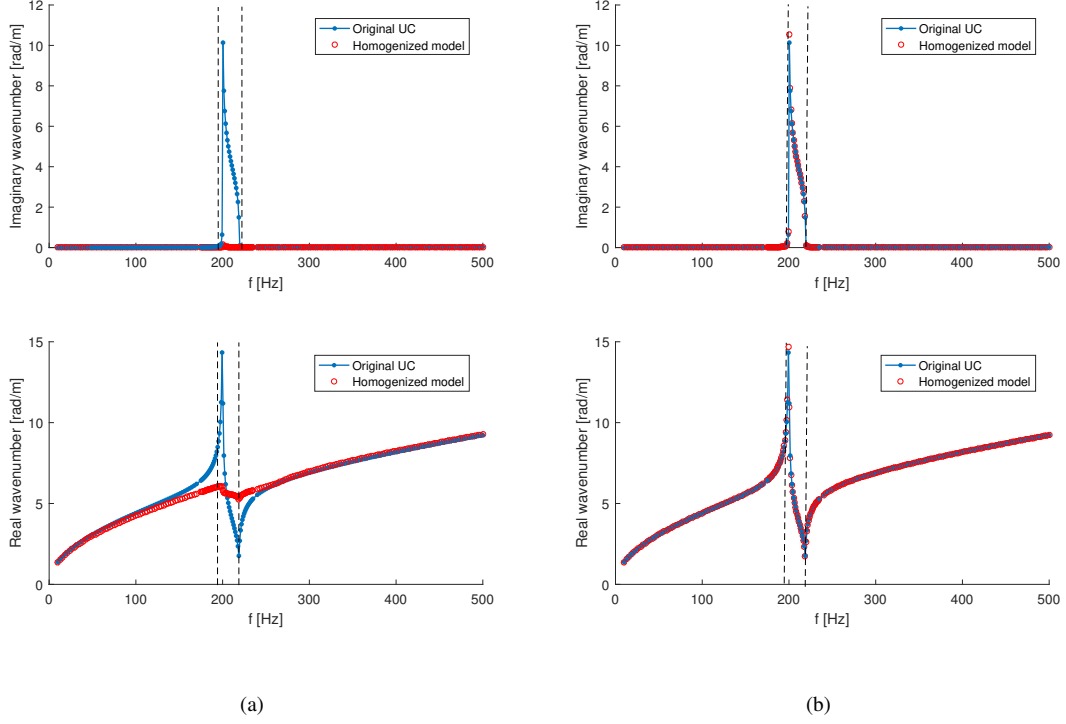 Imaginary wavenumber [rad/m]
12
10
8
6
4
2
0
0 100 200 300 400 500
f [Hz]
Original UC
Homogenized model
Imaginary wavenumber [rad/m]
12
10
8
6
4
2
0
0 100 200 300 400 500
f [Hz]
Original UC
Homogenized model
Real wavenumber [rad/m]
15
10
5
0
0 100 200 300 400 500
f [Hz]
Original UC
Homogenized model
Real wavenumber [rad/m]
15
10
5
0
0 100 200 300 400 500
f [Hz]
Original UC
Homogenized model
(a)
(b)